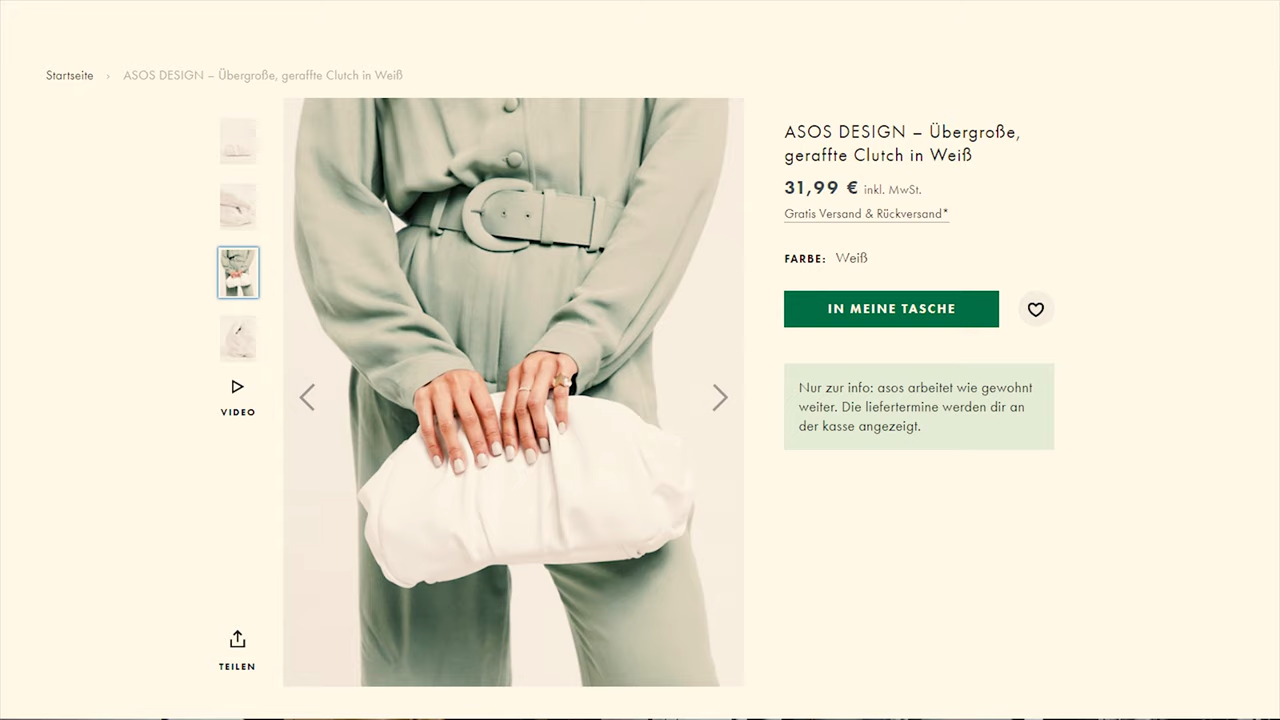 Startseite › ASOS DESIGN – Übergroße, geraffte Clutch in Weiß
ASOS DESIGN – Übergroße,
geraffte Clutch in Weiß
31,99 € inkl. MwSt.
Gratis Versand & Rückversand*
FARBE: Weiß
IN MEINE TASCHE
Nur zur info: asos arbeitet wie gewohnt
weiter. Die liefertermine werden dir an
der kasse angezeigt.
VIDEO
TEILEN